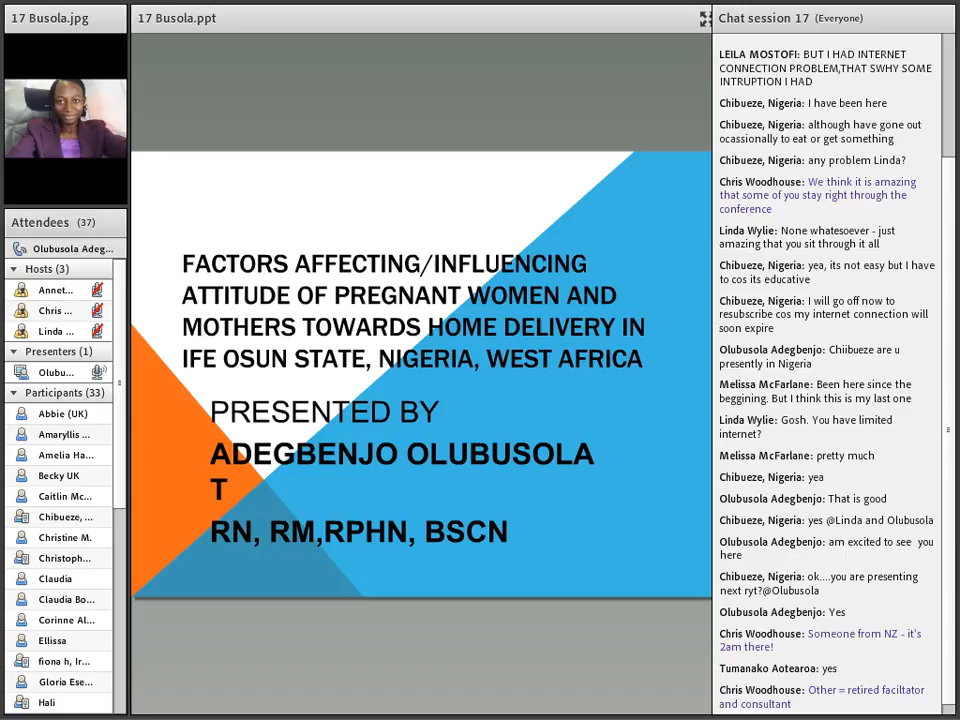 17 Busola.jpg
Attendees (37)
Olubusola Adeg...
Hosts (3)
Annet...
Chris ...
Linda ...
Presenters (1)
Olubu...
Participants (33)
Abbie (UK)
Amaryllis ...
Amelia Ha...
Becky UK
Caitlin Mc...
Chibueze, ...
Christine M.
Christoph...
Claudia
Claudia Bo...
Corinne Al...
Ellissa
fiona h, Ir...
Gloria Ese...
Hali
17 Busola.ppt
FACTORS AFFECTING/INFLUENCING
ATTITUDE OF PREGNANT WOMEN AND
MOTHERS TOWARDS HOME DELIVERY IN
IFE OSUN STATE, NIGERIA, WEST AFRICA
PRESENTED BY
ADEGBENJO OLUBUSOLA
T
RN, RM,RPHN, BSCN
Chat session 17 (Everyone)
LEILA MOSTOFI: BUT I HAD INTERNET
CONNECTION PROBLEM,THAT SWHY SOME
INTRUPTION I HAD
Chibueze, Nigeria: I have been here
Chibueze, Nigeria: although have gone out
ocassionally to eat or get something
Chibueze, Nigeria: any problem Linda?
Chris Woodhouse: We think it is amazing
that some of you stay right through the
conference
Linda Wylie: None whatesoever - just
amazing that you sit through it all
Chibueze, Nigeria: yea, its not easy but I have
to cos its educative
Chibueze, Nigeria: I will go off now to
resubscribe cos my internet connection will
soon expire
Olubusola Adegbenjo: Chiibueze are u
presently in Nigeria
Melissa McFarlane: Been here since the
beggining. But I think this is my last one
Linda Wylie: Gosh. You have limited
internet?
Melissa McFarlane: pretty much
Chibueze, Nigeria: yea
Olubusola Adegbenjo: That is good
Chibueze, Nigeria: yes @Linda and Olubusola
Olubusola Adegbenjo: am excited to see you
here
Chibueze, Nigeria: ok....you are presenting
next ryt?@Olubusola
Olubusola Adegbenjo: Yes
Chris Woodhouse: Someone from NZ - it's
2am there!
Tumanako Aotearoa: yes
Chris Woodhouse: Other = retired faciltator
and consultant